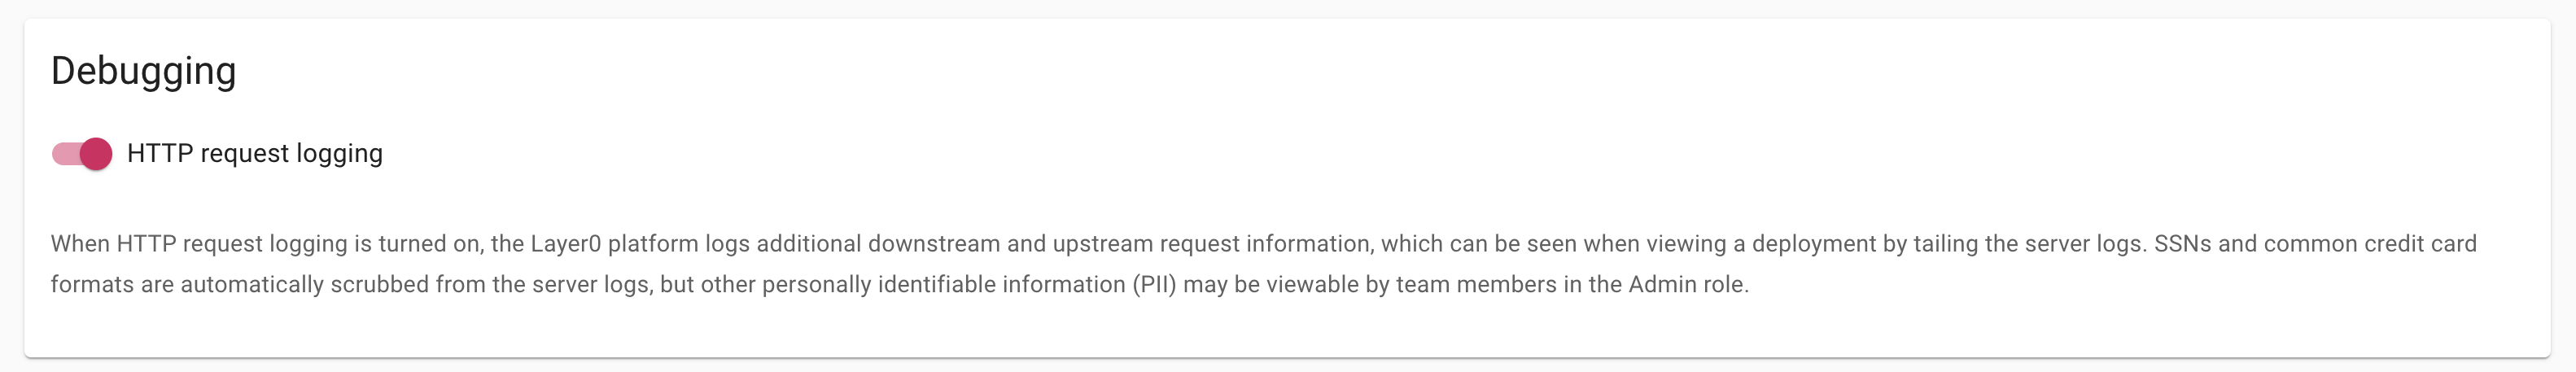 Debugging
HTTP request logging
When HTTP request logging is turned on, the Layer0 platform logs additional downstream and upstream request information, which can be seen when viewing a deployment by tailing the server logs. SSNs and common credit card
formats are automatically scrubbed from the server logs, but other personally identifiable information (PII) may be viewable by team members in the Admin role.